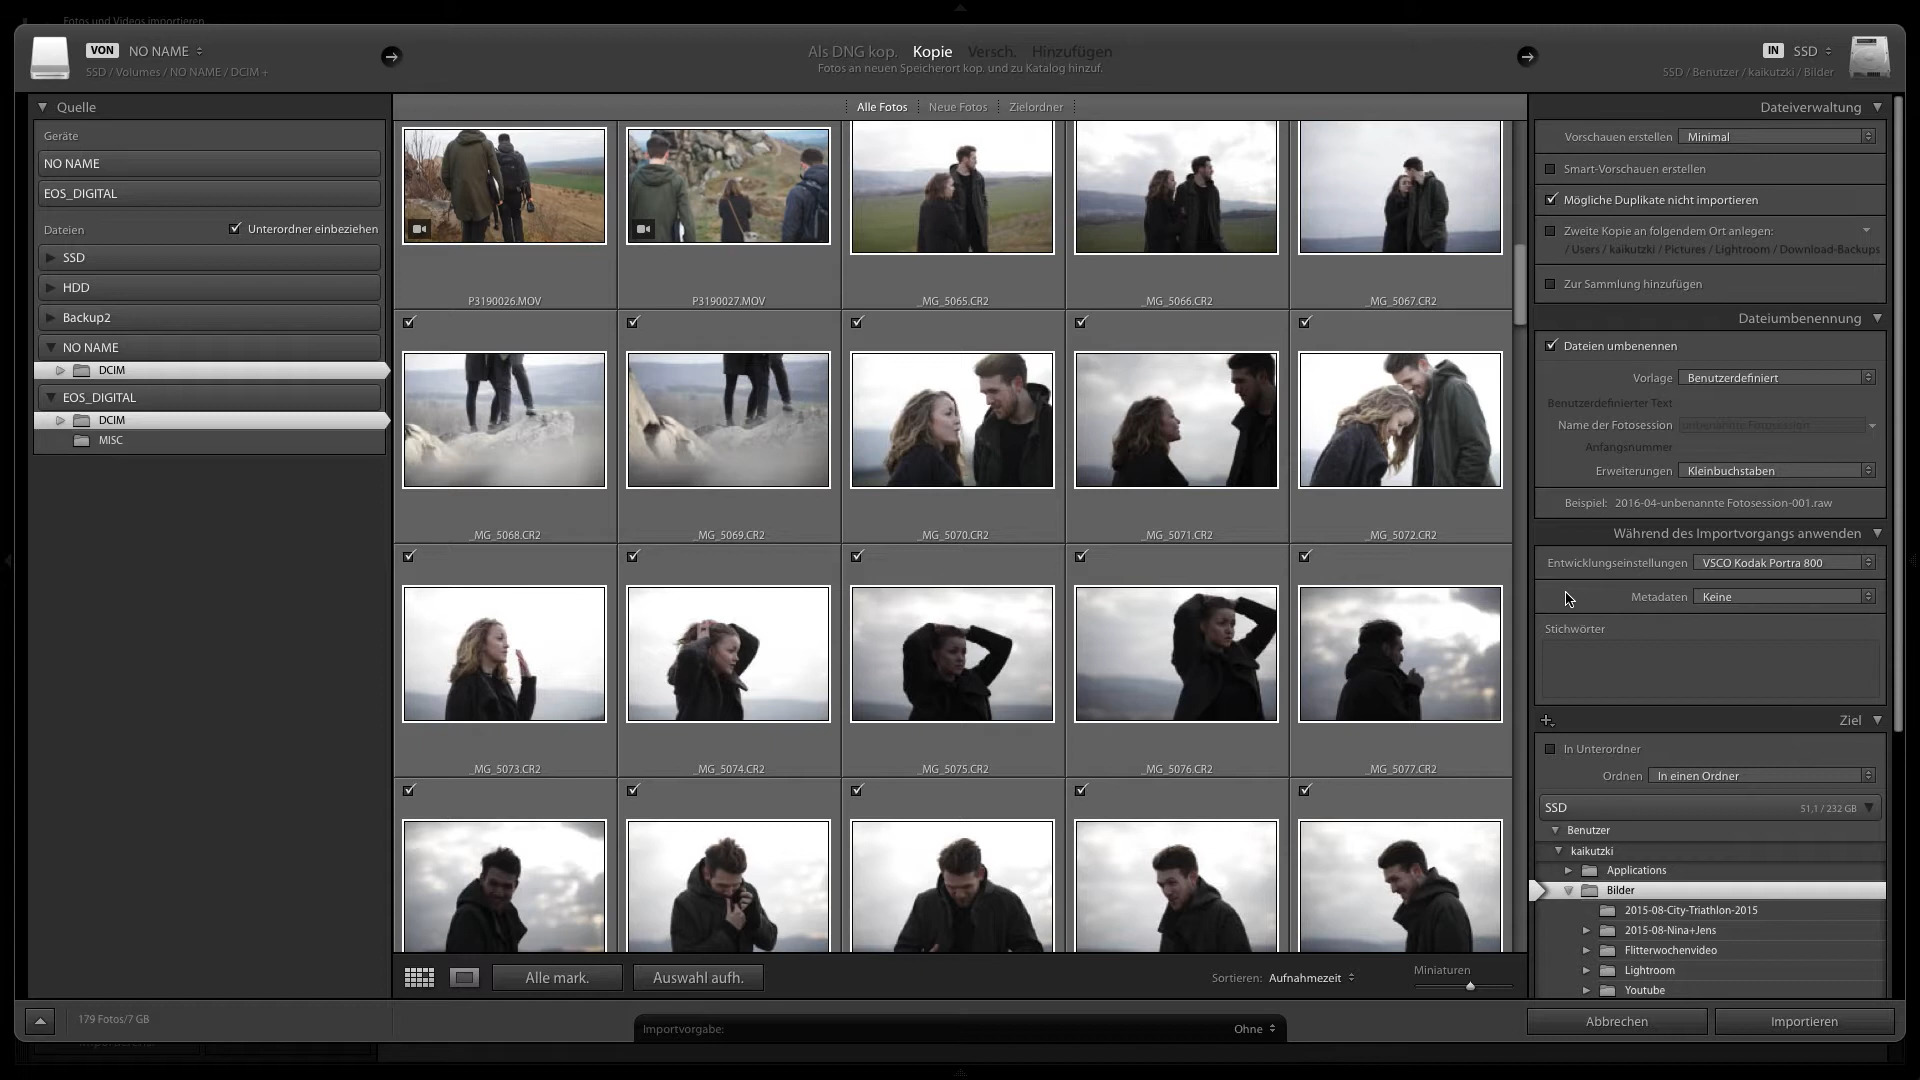 Fotos und Videos importieren
VON NO NAME
SSD / Volumes / NO NAME / DCIM +
Als DNG kop. Kopie Versch. Hinzufügen
Fotos an neuen Speicherort kop. und zu Katalog hinzuf.
IN SSD
SSD / Benutzer / kaikutzki / Bilder
Quelle
Geräte
NO NAME
EOS_DIGITAL
Dateien Unterordner einbeziehen
SSD
HDD
Backup2
NO NAME
DCIM
EOS_DIGITAL
DCIM
MISC
Alle Fotos Neue Fotos Zielordner
P3190026.MOV P3190027.MOV _MG_5065.CR2 _MG_5066.CR2 _MG_5067.CR2
_MG_5068.CR2 _MG_5069.CR2 _MG_5070.CR2 _MG_5071.CR2 _MG_5072.CR2
_MG_5073.CR2 _MG_5074.CR2 _MG_5075.CR2 _MG_5076.CR2 _MG_5077.CR2
Alle mark. Auswahl aufh. Sortieren: Aufnahmezeit Miniaturen
Dateiverwaltung
Vorschauen erstellen Minimal
Smart-Vorschauen erstellen
Mögliche Duplikate nicht importieren
Zweite Kopie an folgendem Ort anlegen:
/ Users / kaikutzki / Pictures / Lightroom / Download-Backups
Zur Sammlung hinzufügen
Dateiumbenennung
Dateien umbenennen
Vorlage Benutzerdefiniert
Benutzerdefinierter Text
Name der Fotosession unbenannte Fotosession
Anfangsnummer
Erweiterungen Kleinbuchstaben
Beispiel: 2016-04-unbenannte Fotosession-001.raw
Während des Importvorgangs anwenden
Entwicklungseinstellungen VSCO Kodak Portra 800
Metadaten Keine
Stichwörter
Ziel
In Unterordner
Ordnen In einen Ordner
SSD 51,1 / 232 GB
Benutzer
kaikutzki
Applications
Bilder
2015-08-City-Triathlon-2015
2015-08-Nina+Jens
Flitterwochenvideo
Lightroom
Youtube
179 Fotos/7 GB
Importvorgabe: Ohne
Abbrechen Importieren